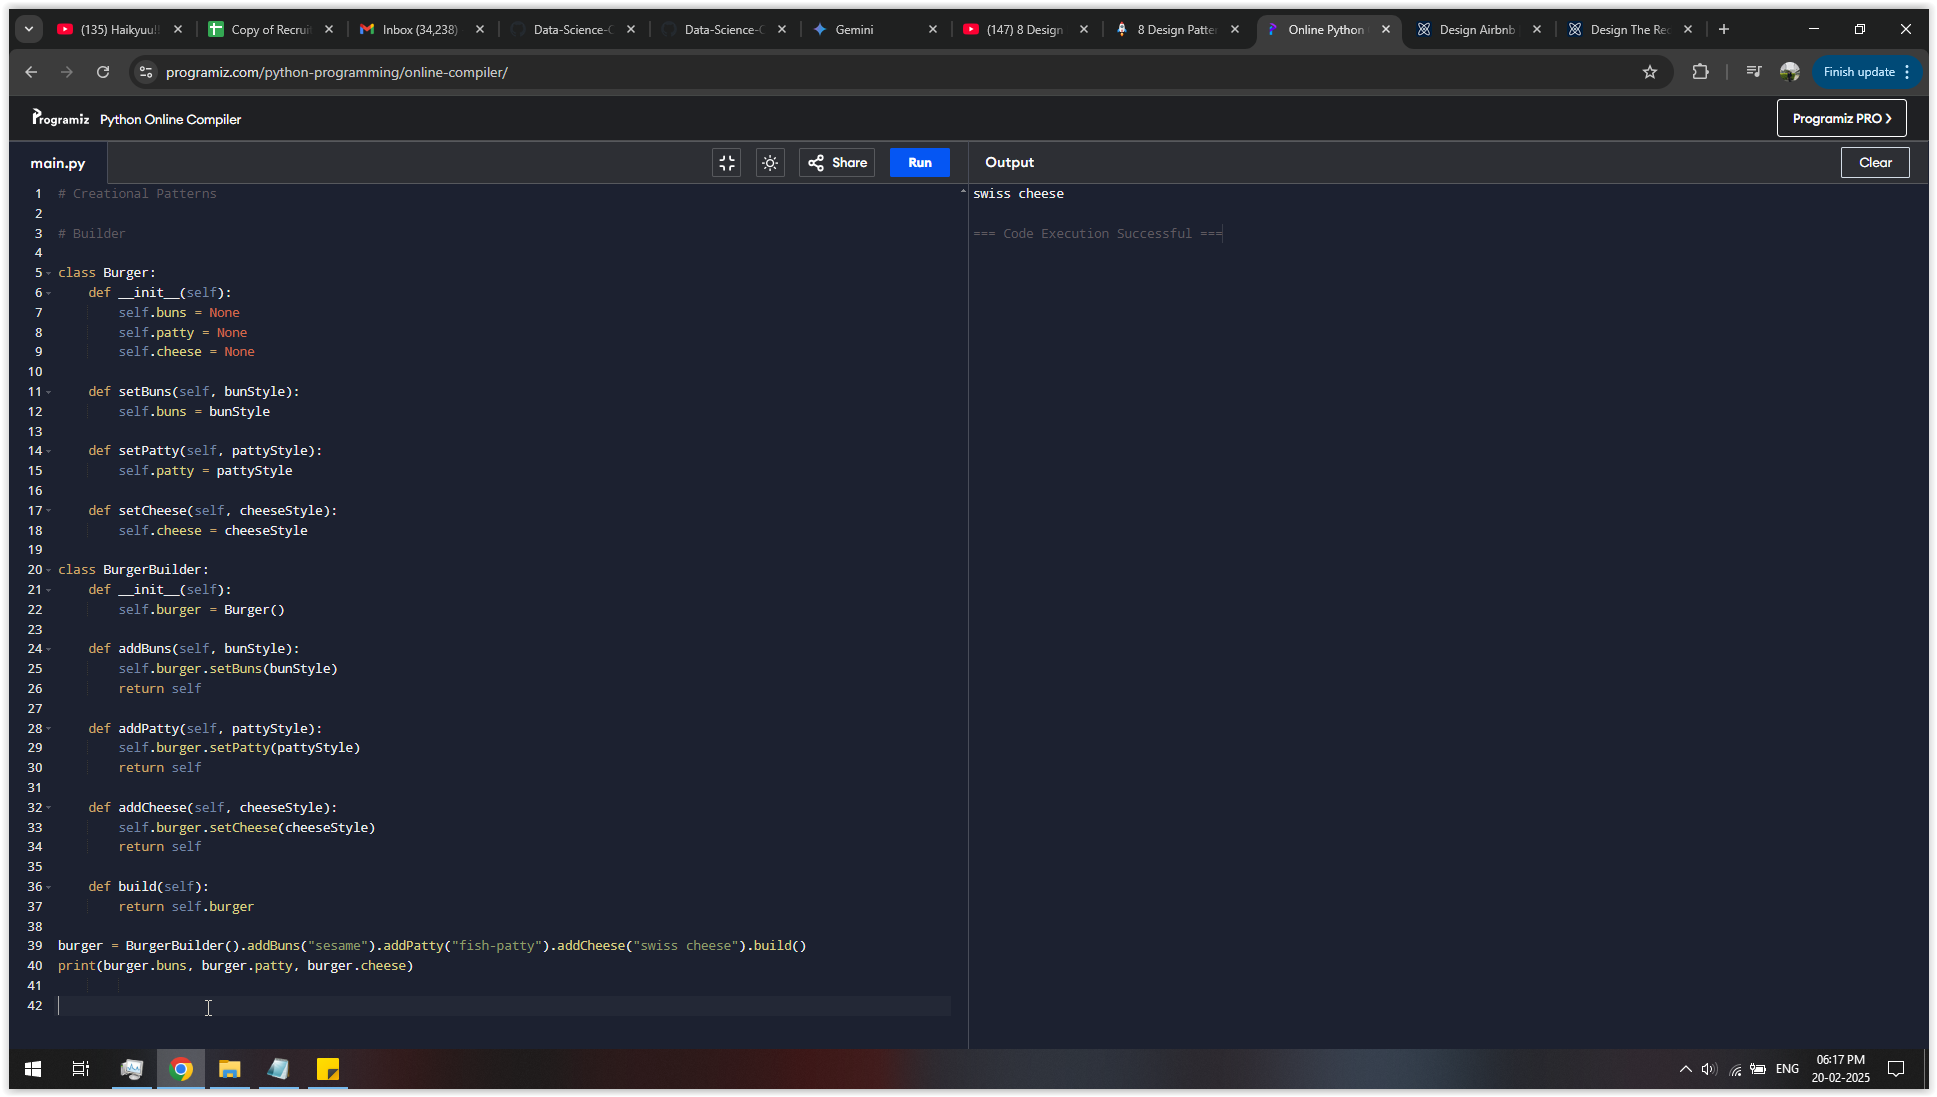 (135) Haikyuu!!
Copy of Recruit
Inbox (34,238)
Data-Science-C
Data-Science-C
Gemini
(147) 8 Design
8 Design Patte
Online Python
Design Airbnb
Design The Rec
programiz.com/python-programming/online-compiler/
Finish update
Programiz Python Online Compiler
Programiz PRO
main.py
Share
Run
Output
Clear
1 # Creational Patterns
2
3 # Builder
4
5 class Burger:
6     def __init__(self):
7         self.buns = None
8         self.patty = None
9         self.cheese = None
10
11     def setBuns(self, bunStyle):
12         self.buns = bunStyle
13
14     def setPatty(self, pattyStyle):
15         self.patty = pattyStyle
16
17     def setCheese(self, cheeseStyle):
18         self.cheese = cheeseStyle
19
20 class BurgerBuilder:
21     def __init__(self):
22         self.burger = Burger()
23
24     def addBuns(self, bunStyle):
25         self.burger.setBuns(bunStyle)
26         return self
27
28     def addPatty(self, pattyStyle):
29         self.burger.setPatty(pattyStyle)
30         return self
31
32     def addCheese(self, cheeseStyle):
33         self.burger.setCheese(cheeseStyle)
34         return self
35
36     def build(self):
37         return self.burger
38
39 burger = BurgerBuilder().addBuns("sesame").addPatty("fish-patty").addCheese("swiss cheese").build()
40 print(burger.buns, burger.patty, burger.cheese)
41
42
swiss cheese
=== Code Execution Successful ===
ENG
06:17 PM
20-02-2025